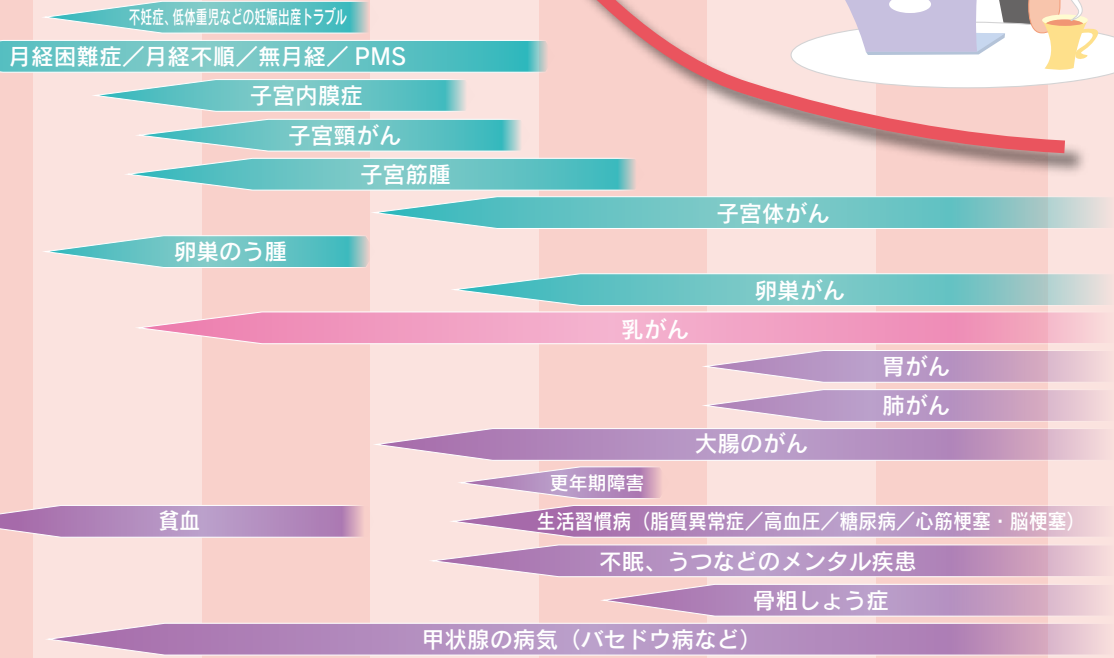 不妊症、低体重児などの妊娠出産トラブル
月経困難症／月経不順／無月経／PMS
子宮内膜症
子宮頸がん
子宮筋腫
子宮体がん
卵巣のう腫
卵巣がん
乳がん
胃がん
肺がん
大腸のがん
更年期障害
貧血
生活習慣病（脂質異常症／高血圧／糖尿病／心筋梗塞・脳梗塞）
不眠、うつなどのメンタル疾患
骨粗しょう症
甲状腺の病気（バセドウ病など）